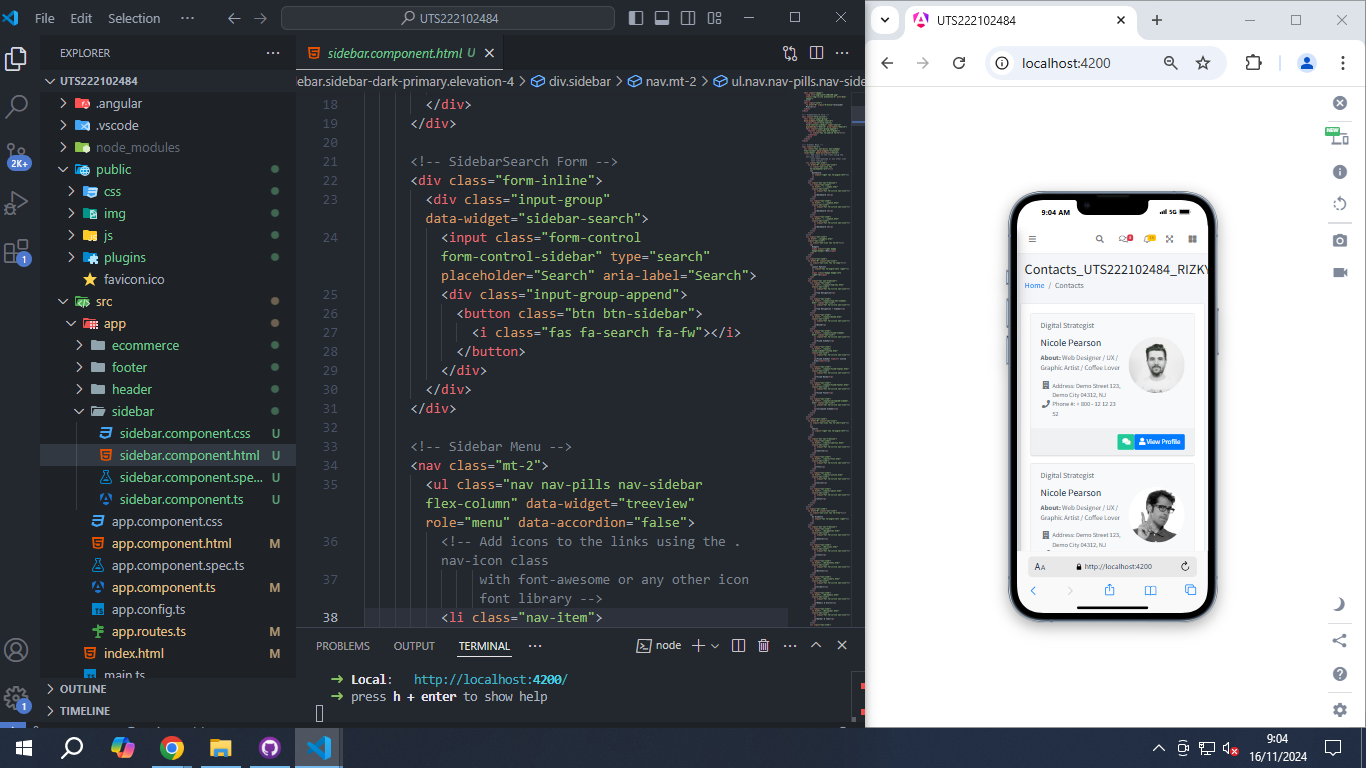 File Edit Selection ··· UTS222102484
EXPLORER
UTS222102484
.angular
.vscode
node_modules
public
css
img
js
plugins
favicon.ico
src
app
ecommerce
footer
header
sidebar
sidebar.component.css U
sidebar.component.html U
sidebar.component.spe... U
sidebar.component.ts U
app.component.css
app.component.html M
app.component.spec.ts
app.component.ts M
app.config.ts
app.routes.ts M
index.html M
main.ts
OUTLINE
TIMELINE
2K+
1
1
sidebar.component.html U
ebar.sidebar-dark-primary.elevation-4 > div.sidebar > nav.mt-2 > ul.nav.nav-pills.nav-side
18 </div>
19 </div>
20
21 <!-- SidebarSearch Form -->
22 <div class="form-inline">
23 <div class="input-group"
data-widget="sidebar-search">
24 <input class="form-control
form-control-sidebar" type="search"
placeholder="Search" aria-label="Search">
25 <div class="input-group-append">
26 <button class="btn btn-sidebar">
27 <i class="fas fa-search fa-fw"></i>
28 </button>
29 </div>
30 </div>
31 </div>
32
33 <!-- Sidebar Menu -->
34 <nav class="mt-2">
35 <ul class="nav nav-pills nav-sidebar
flex-column" data-widget="treeview"
role="menu" data-accordion="false">
36 <!-- Add icons to the links using the .
nav-icon class
37 with font-awesome or any other icon
font library -->
38 <li class="nav-item">
PROBLEMS OUTPUT TERMINAL ··· node
➜ Local: http://localhost:4200/
➜ press h + enter to show help
UTS222102484
localhost:4200
NEW
9:04 AM 5G
Contacts_UTS222102484_RIZKY
Home / Contacts
Digital Strategist
Nicole Pearson
About: Web Designer / UX /
Graphic Artist / Coffee Lover
Address: Demo Street 123,
Demo City 04312, NJ
Phone #: + 800 - 12 12 23
52
View Profile
Digital Strategist
Nicole Pearson
About: Web Designer / UX /
Graphic Artist / Coffee Lover
Address: Demo Street 123,
Demo City 04312, NJ
AA http://localhost:4200
9:04
16/11/2024